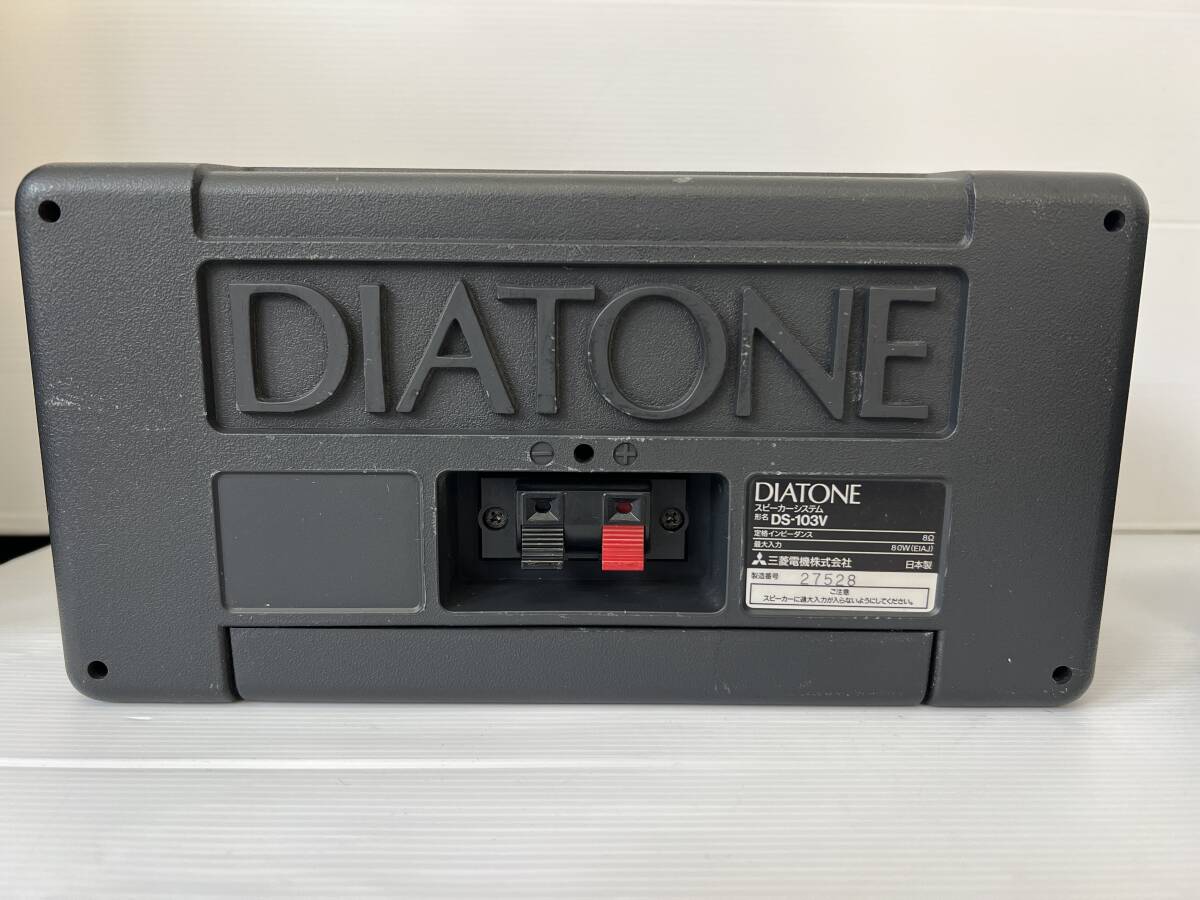 DIATONE
⊖ ⊕
DIATONE
スピーカーシステム
形名 DS-103V
定格インピーダンス 8Ω
最大入力 80W(EIAJ)
三菱電機株式会社 日本製
製造番号 27528
ご注意
スピーカーに過大入力が入らないようにしてください。